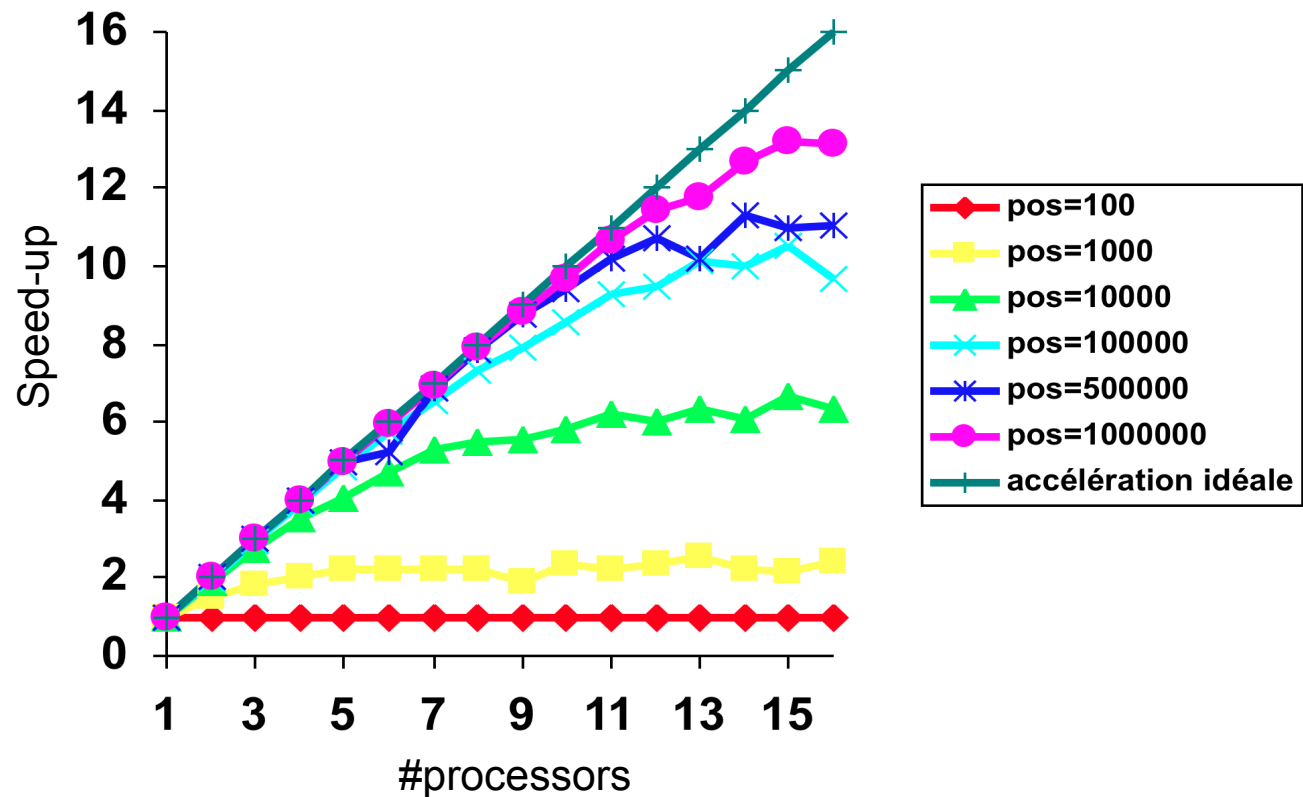 16
14
12
10
8
6
4
2
0
Speed-up
1 3 5 7 9 11 13 15
#processors
pos=100
pos=1000
pos=10000
pos=100000
pos=500000
pos=1000000
accélération idéale